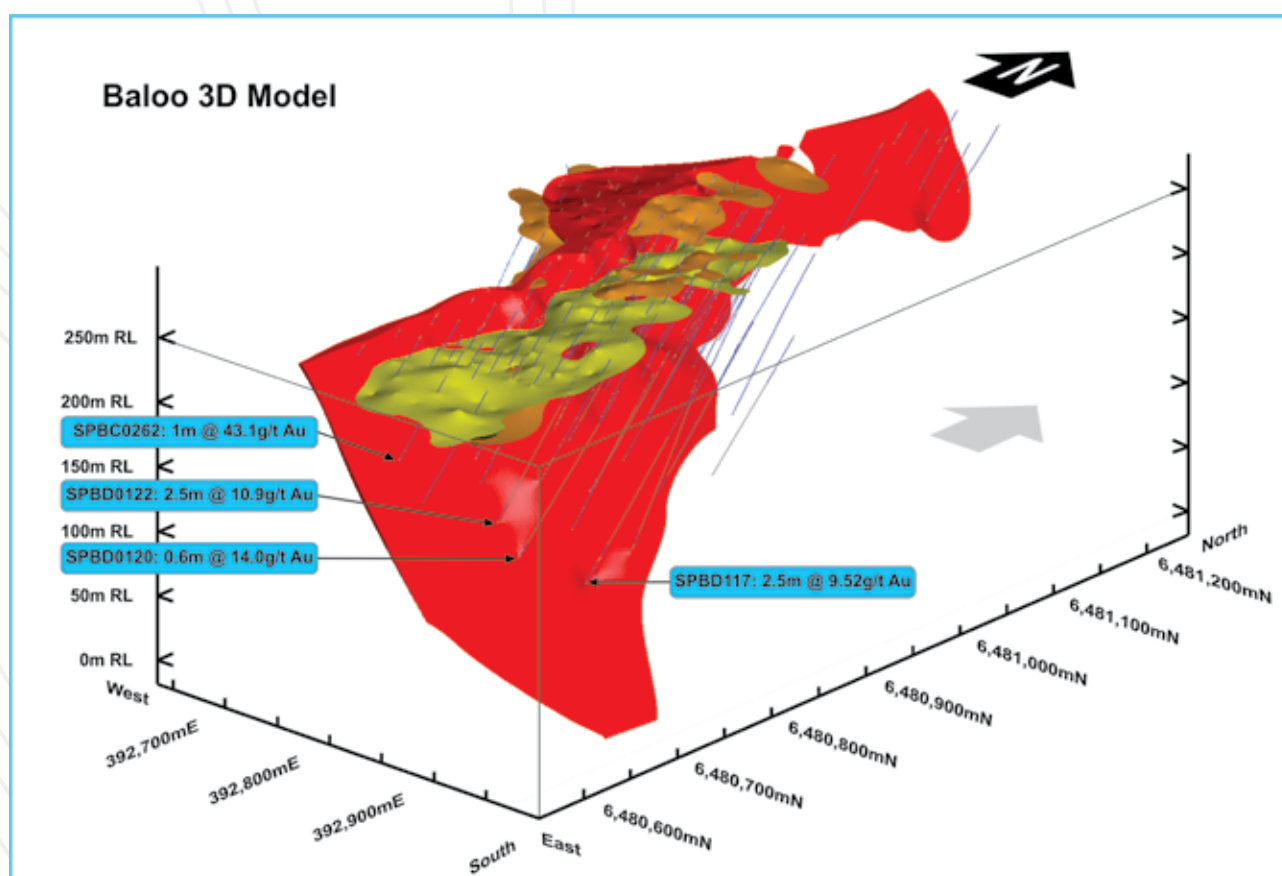 Baloo 3D Model
N
250m RL
200m RL
SPBC0262: 1m @ 43.1g/t Au
150m RL
SPBD0122: 2.5m @ 10.9g/t Au
100m RL
SPBD0120: 0.6m @ 14.0g/t Au
SPBD117: 2.5m @ 9.52g/t Au
50m RL
0m RL
West
North
392,700mE
392,800mE
392,900mE
South
East
6,480,600mN
6,480,700mN
6,480,800mN
6,480,900mN
6,481,000mN
6,481,100mN
6,481,200mN